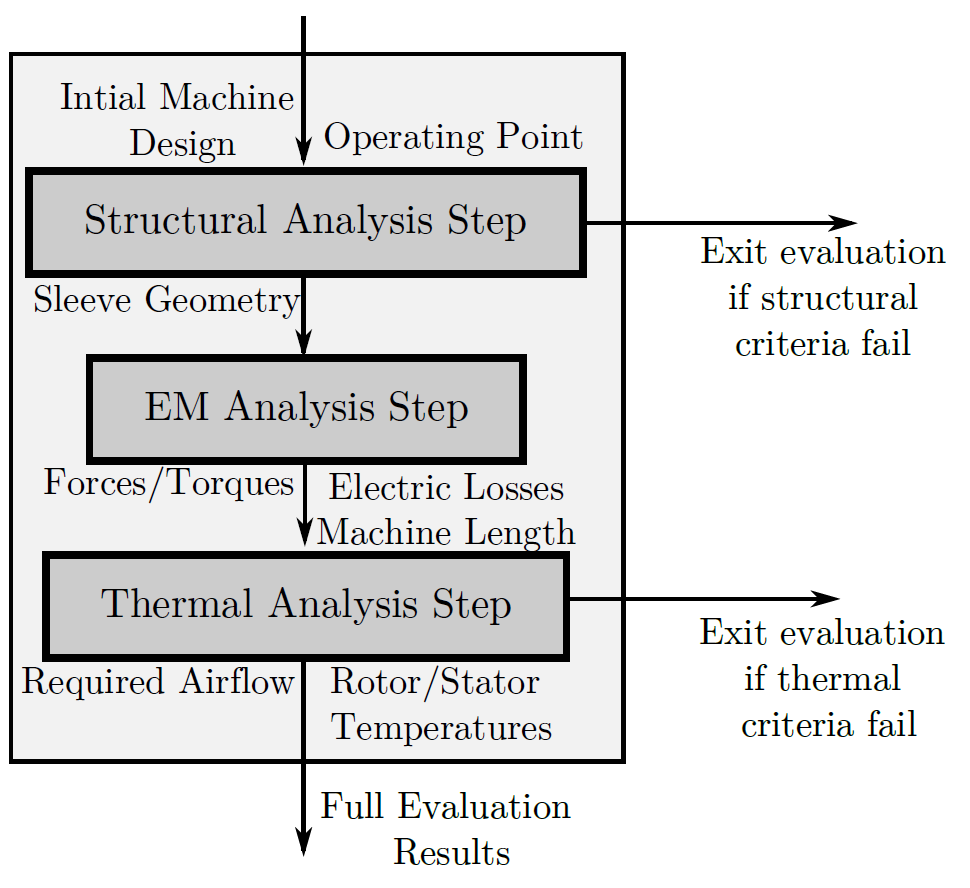 Intial Machine
Design
Operating Point
Structural Analysis Step
Exit evaluation
if structural
criteria fail
Sleeve Geometry
EM Analysis Step
Forces/Torques
Electric Losses
Machine Length
Thermal Analysis Step
Exit evaluation
if thermal
criteria fail
Required Airflow
Rotor/Stator
Temperatures
Full Evaluation
Results